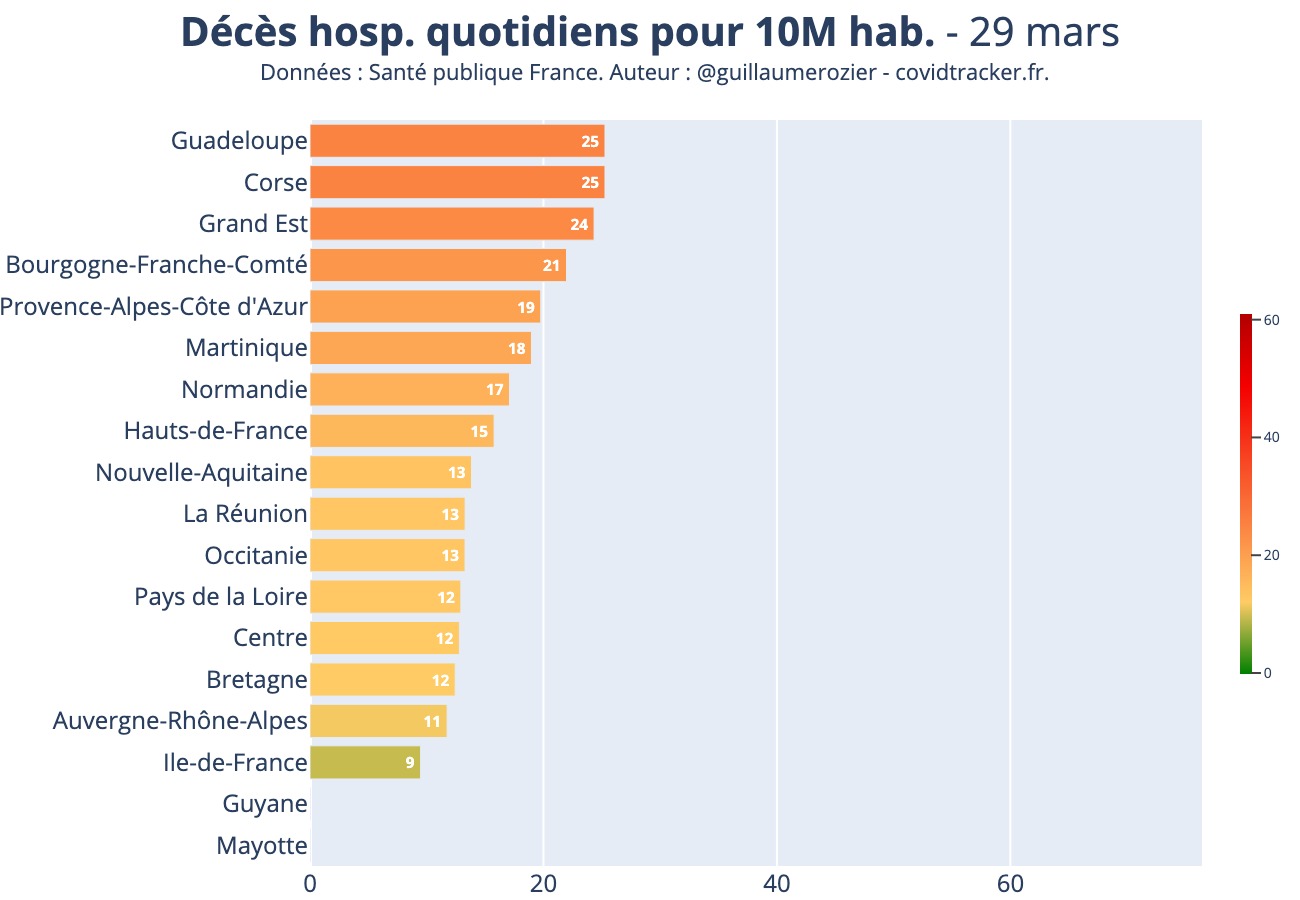 Décès hosp. quotidiens pour 10M hab. - 29 mars
Données : Santé publique France. Auteur : @guillaumerozier - covidtracker.fr.
Guadeloupe 25
Corse 25
Grand Est 24
Bourgogne-Franche-Comté 21
Provence-Alpes-Côte d'Azur 19
Martinique 18
Normandie 17
Hauts-de-France 15
Nouvelle-Aquitaine 13
La Réunion 13
Occitanie 13
Pays de la Loire 12
Centre 12
Bretagne 12
Auvergne-Rhône-Alpes 11
Ile-de-France 9
Guyane
Mayotte
0 20 40 60
60
40
20
0